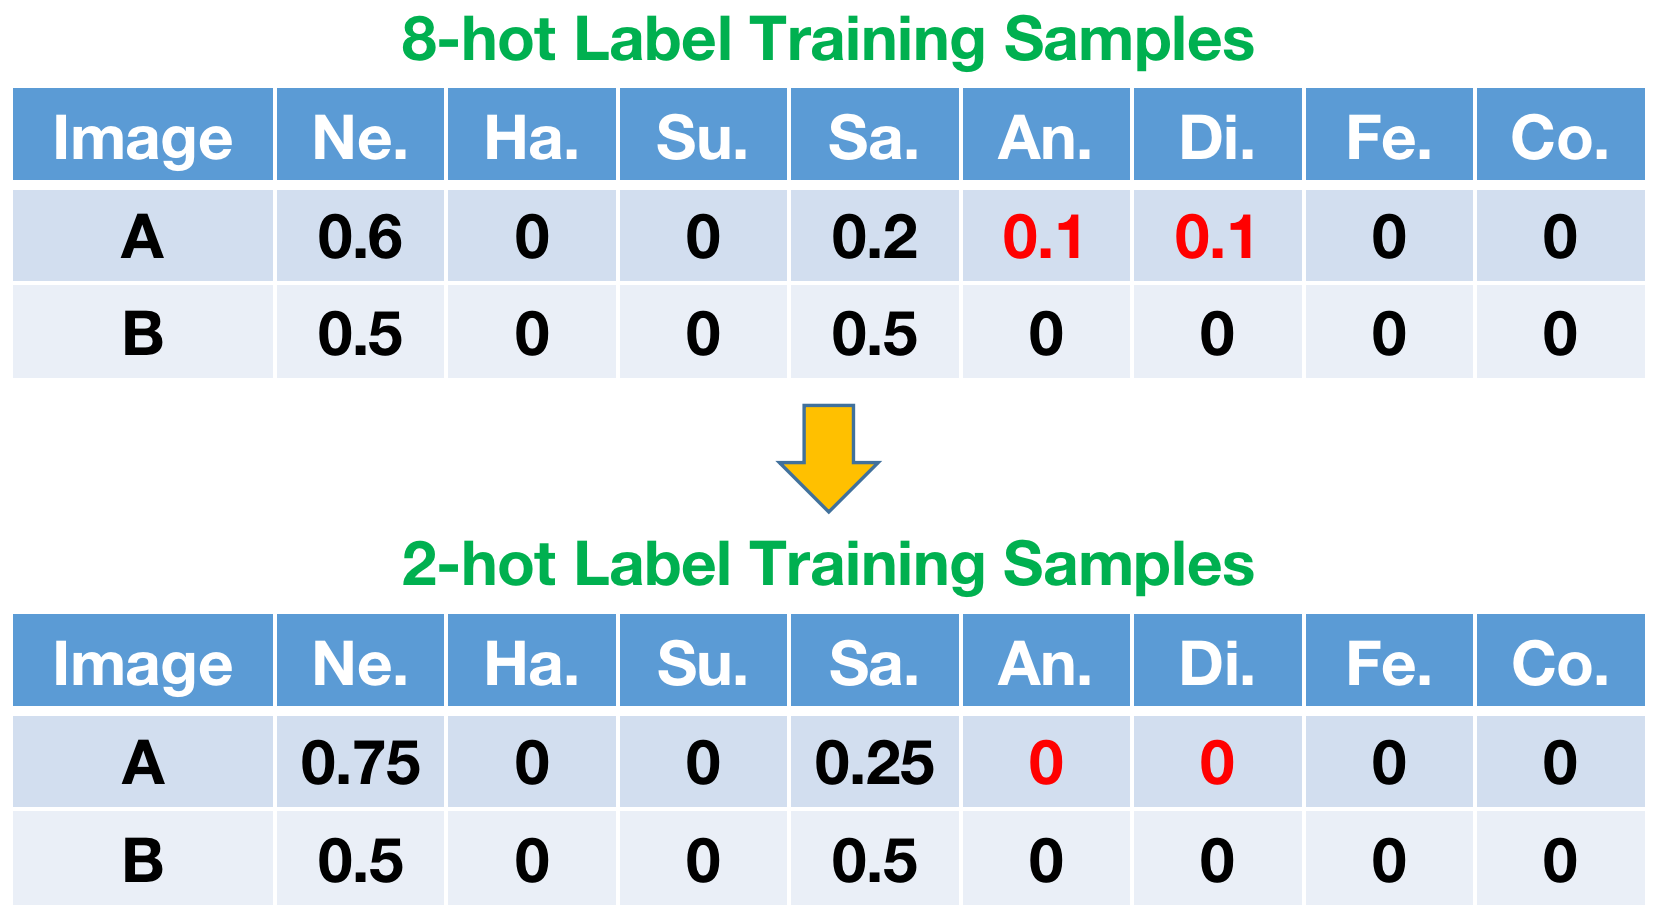 8-hot Label Training Samples
Image Ne. Ha. Su. Sa. An. Di. Fe. Co.
A 0.6 0 0 0.2 0.1 0.1 0 0
B 0.5 0 0 0.5 0 0 0 0
2-hot Label Training Samples
Image Ne. Ha. Su. Sa. An. Di. Fe. Co.
A 0.75 0 0 0.25 0 0 0 0
B 0.5 0 0 0.5 0 0 0 0